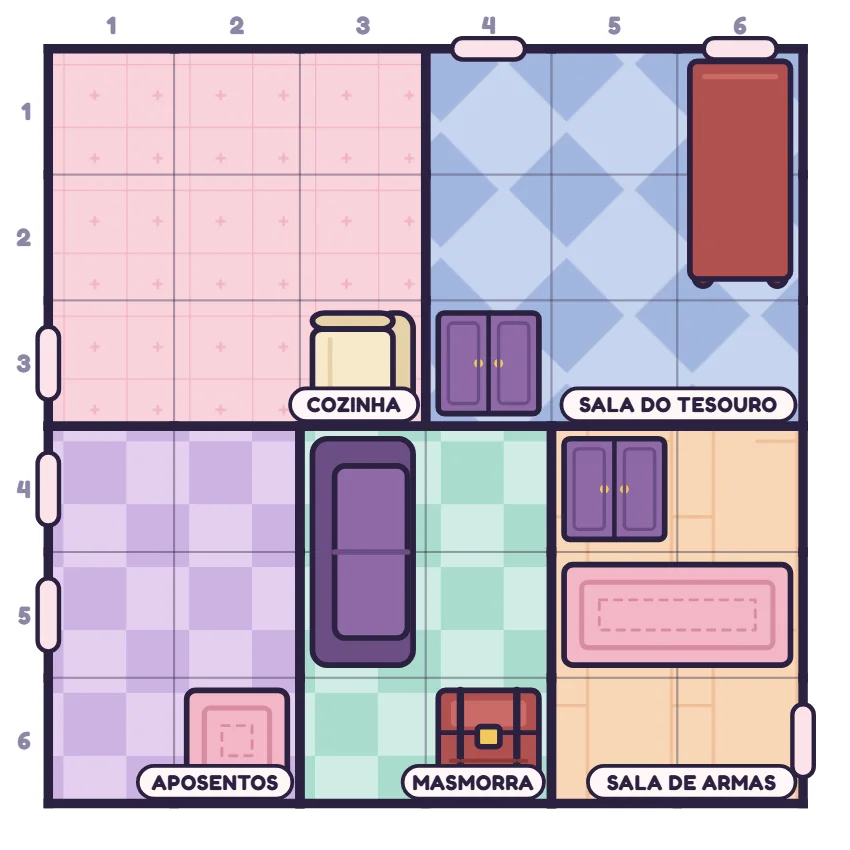 1 2 3 4 5 6
1
2
3
COZINHA
SALA DO TESOURO
4
5
6
APOSENTOS
MASMORRA
SALA DE ARMAS